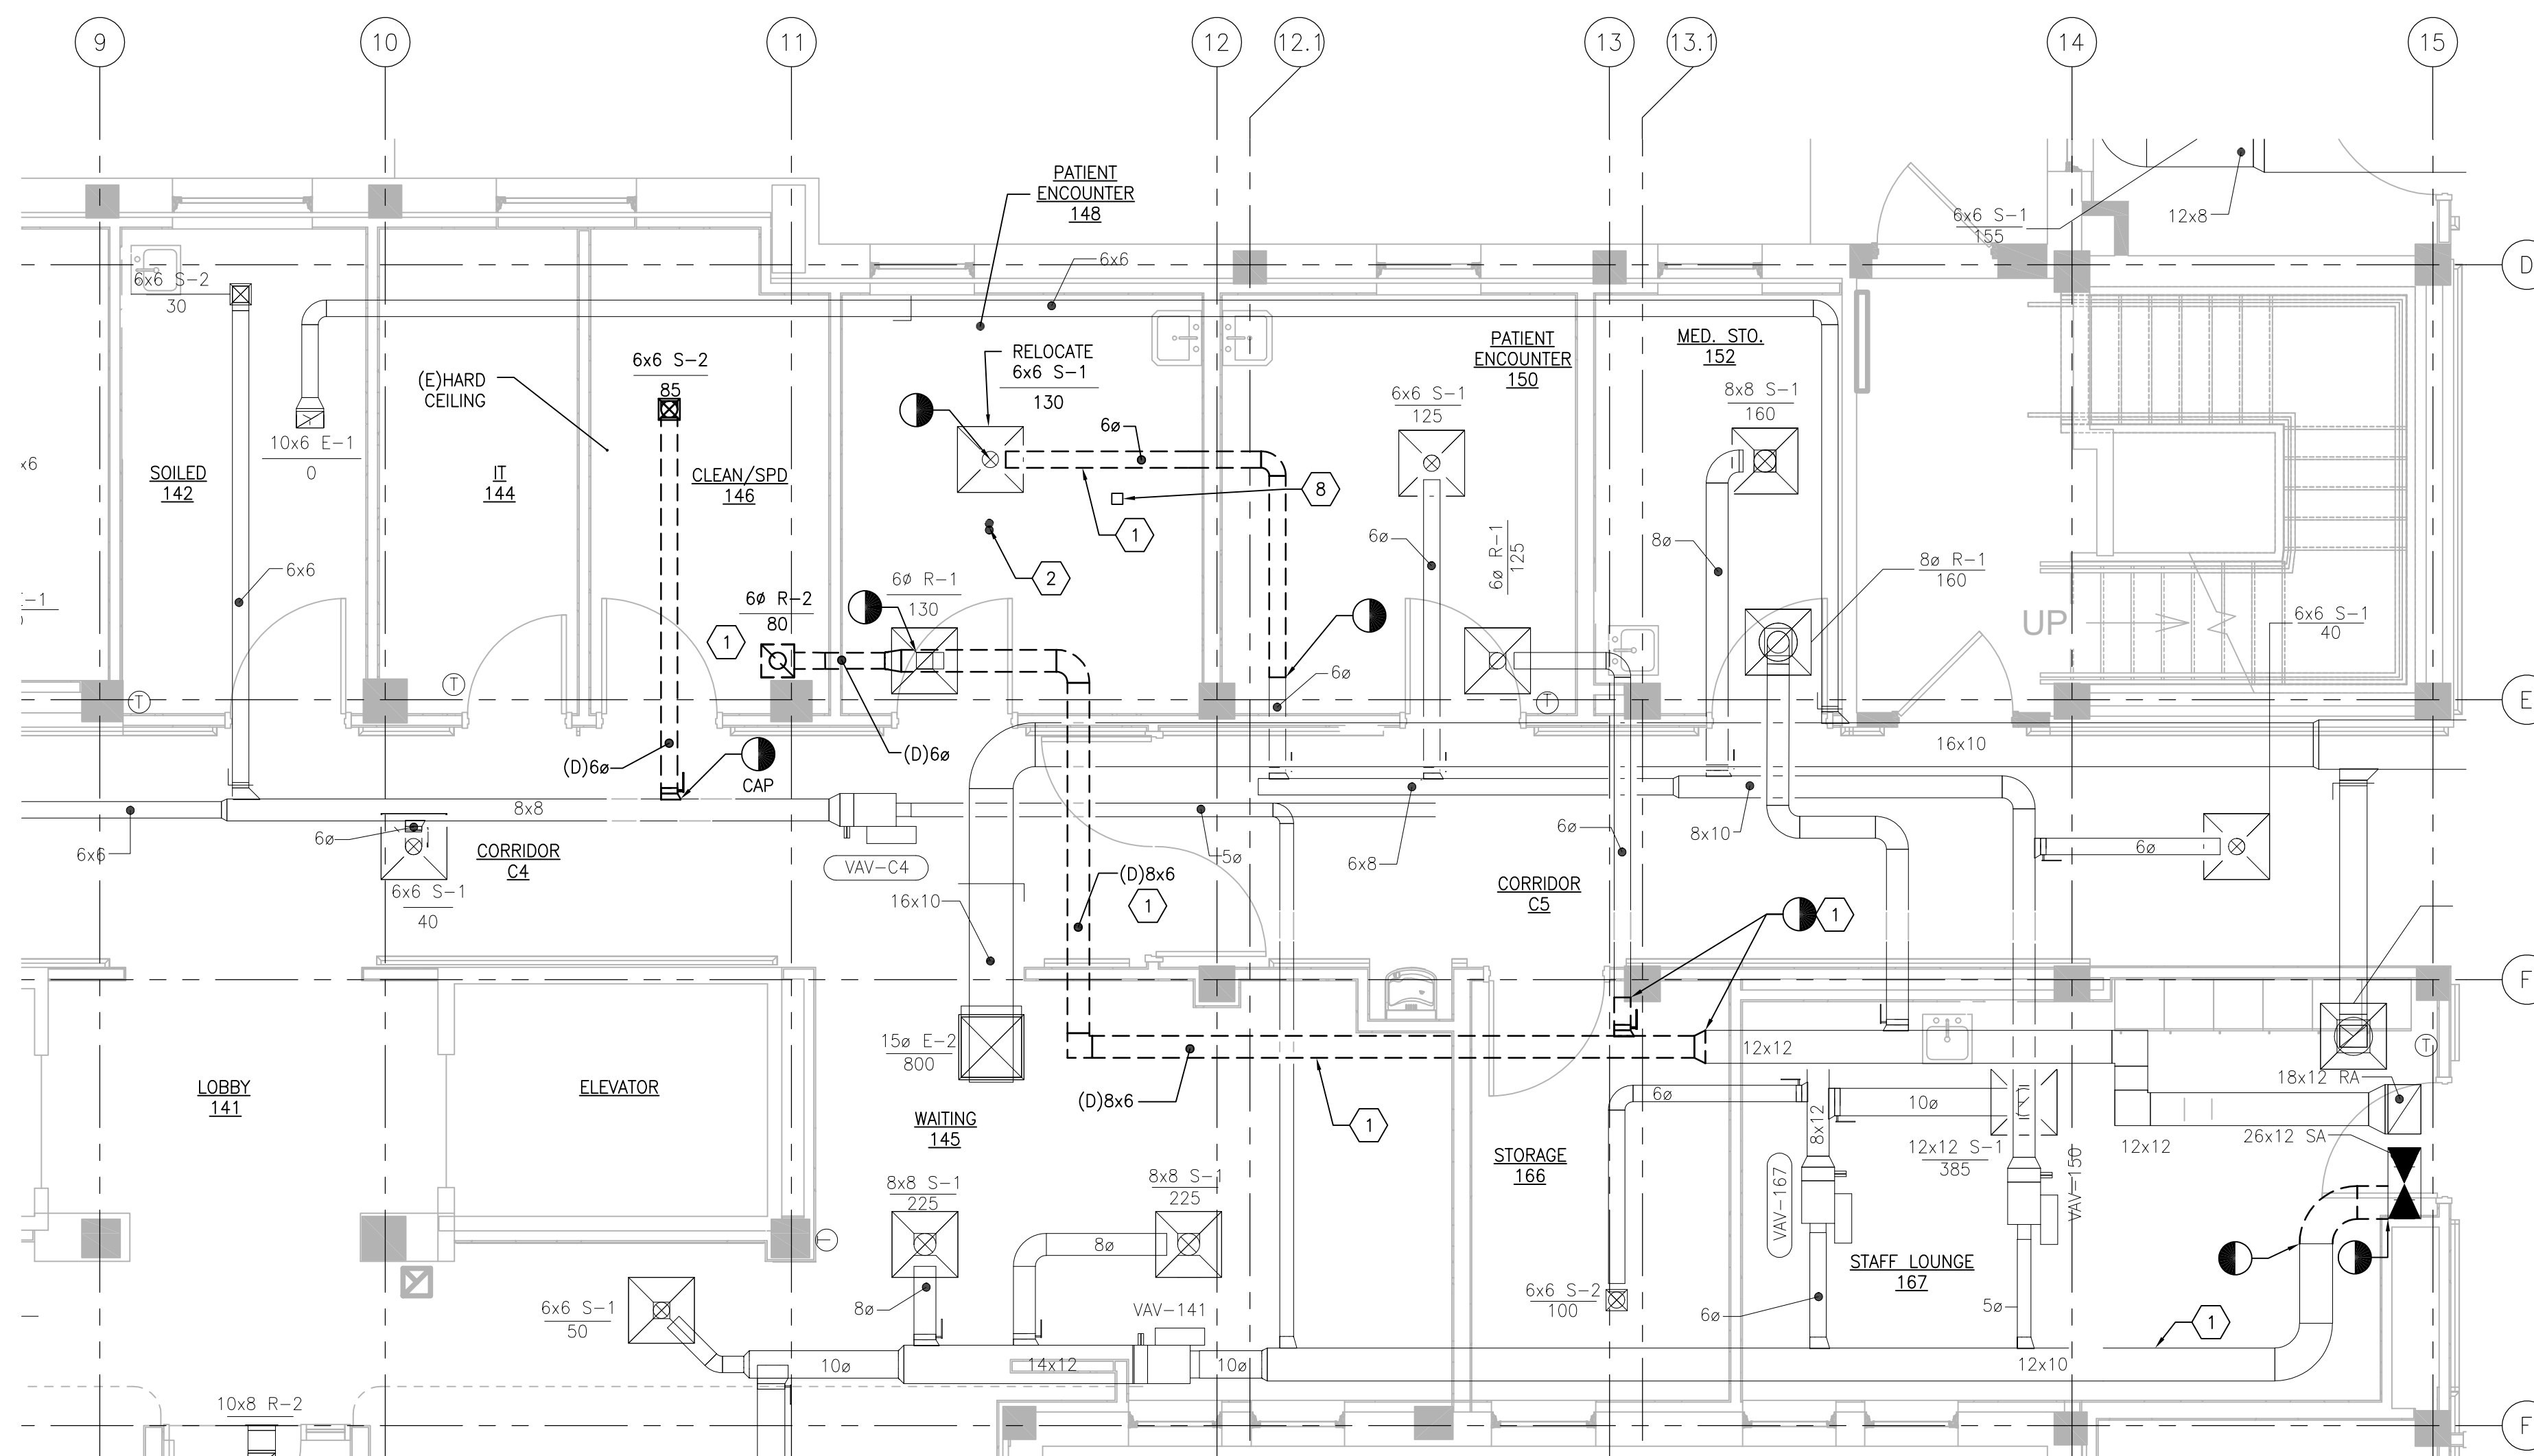 9
10
11
12
12.1
13
13.1
14
15
PATIENT
ENCOUNTER
148
6x6 S-1
155
12x8
D
6x6
6x6 S-2
30
6x6 S-2
85
(E)HARD
CEILING
RELOCATE
6x6 S-1
130
PATIENT
ENCOUNTER
150
MED. STO.
152
6x6 S-1
125
8x8 S-1
160
6ø
10x6 E-1
0
x6
SOILED
142
IT
144
CLEAN/SPD
146
8
1
2
6ø
6ø R-1
125
8ø
8ø R-1
160
6x6
6ø R-2
80
1
6ø R-1
130
UP
6x6 S-1
40
T
T
6ø
T
E
(D)6ø
(D)6ø
CAP
16x10
8x8
6x6
6ø
CORRIDOR
C4
VAV-C4
5ø
6x8
6ø
8x10
6ø
6x6 S-1
40
16x10
(D)8x6
1
CORRIDOR
C5
1
F
15ø E-2
800
12x12
T
18x12 RA
LOBBY
141
ELEVATOR
WAITING
145
(D)8x6
1
6ø
8x12
10ø
12x12 S-1
385
VAV-150
12x12
26x12 SA
STORAGE
166
8x8 S-1
225
8x8 S-1
225
VAV-167
T
8ø
STAFF LOUNGE
167
6x6 S-1
50
8ø
VAV-141
6x6 S-2
100
6ø
5ø
1
10ø
14x12
10ø
12x10
10x8 R-2
F